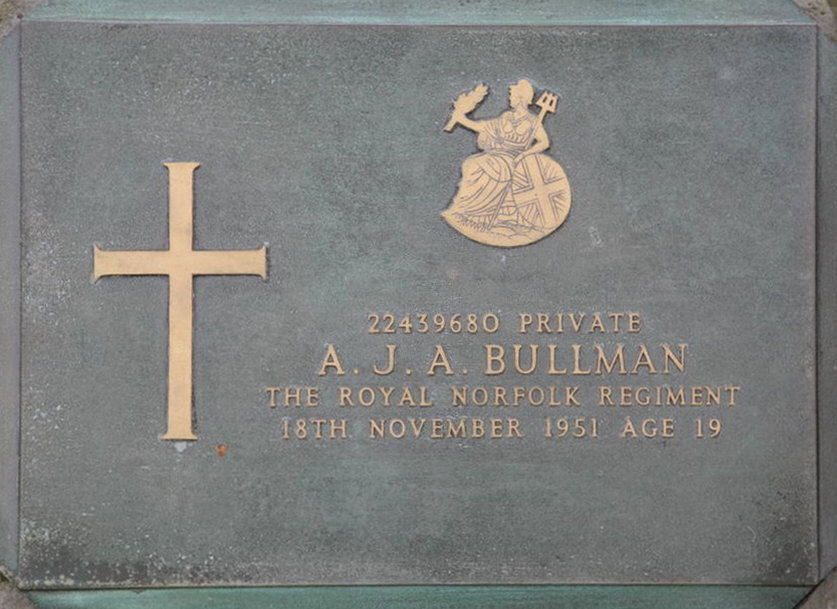 22439680 PRIVATE
A. J. A. BULLMAN
THE ROYAL NORFOLK REGIMENT
18TH NOVEMBER 1951 AGE 19